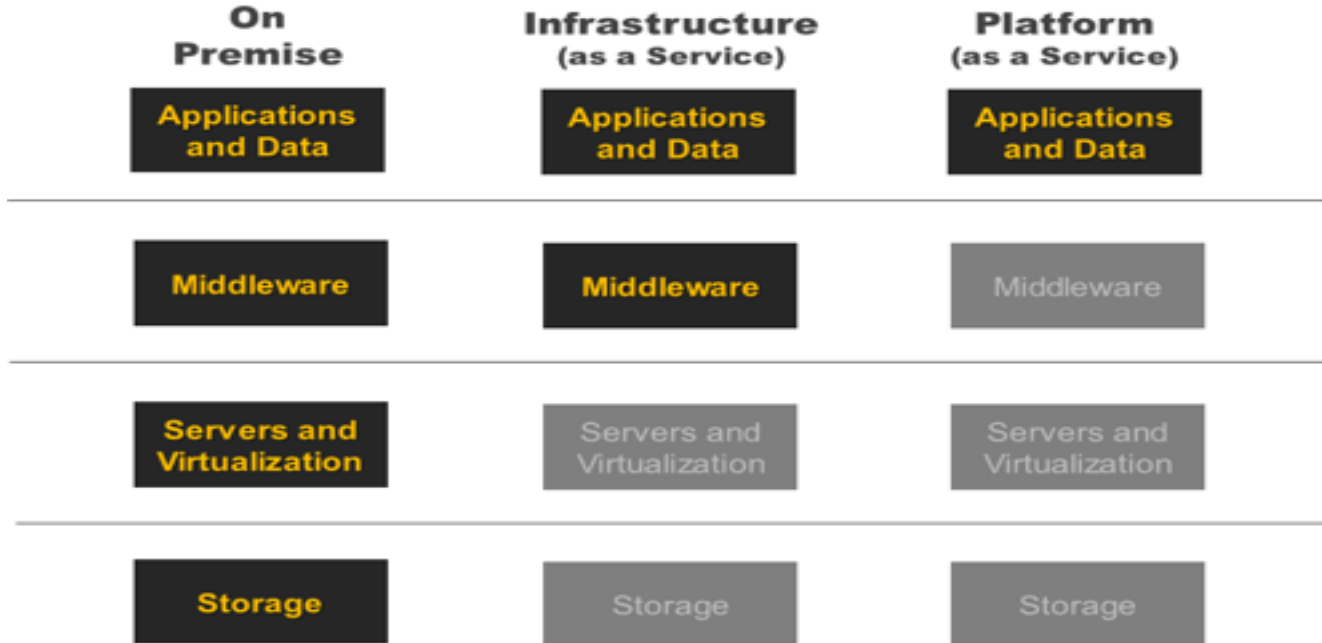 On
Premise
Infrastructure
(as a Service)
Platform
(as a Service)
Applications
and Data
Applications
and Data
Applications
and Data
Middleware
Middleware
Middleware
Servers and
Virtualization
Servers and
Virtualization
Servers and
Virtualization
Storage
Storage
Storage